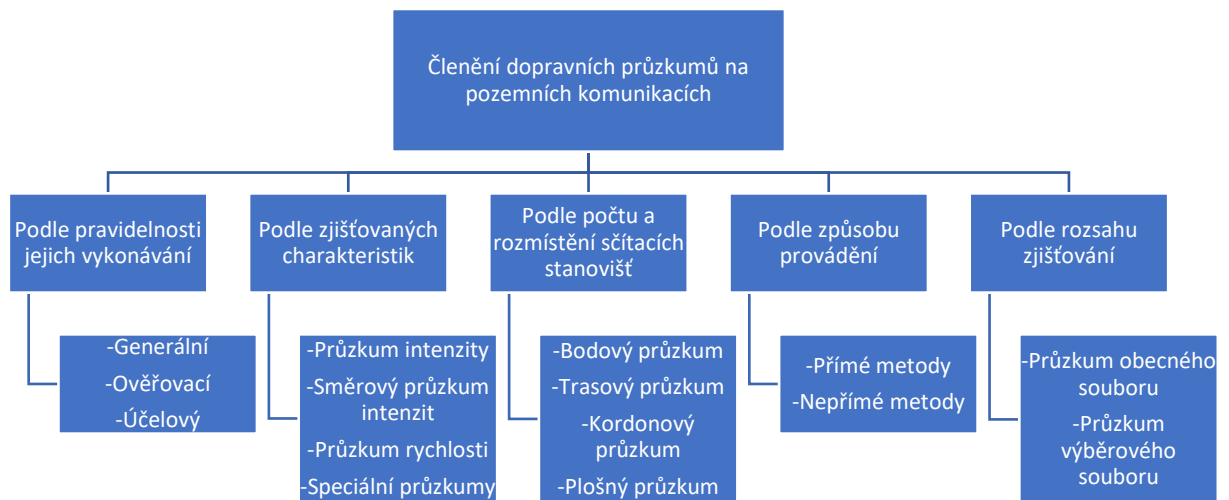 Členění dopravních průzkumů na
pozemních komunikacích
Podle pravidelnosti
jejich vykonávání
Podle zjišťovaných
charakteristik
Podle počtu a
rozmístění sčítacích
stanovišť
Podle způsobu
provádění
Podle rozsahu
zjišťování
-Generální
-Ověřovací
-Účelový
-Průzkum intenzity
-Směrový průzkum
intenzit
-Průzkum rychlosti
-Speciální průzkumy
-Bodový průzkum
-Trasový průzkum
-Kordonový
průzkum
-Plošný průzkum
-Přímé metody
-Nepřímé metody
-Průzkum obecného
souboru
-Průzkum
výběrového
souboru